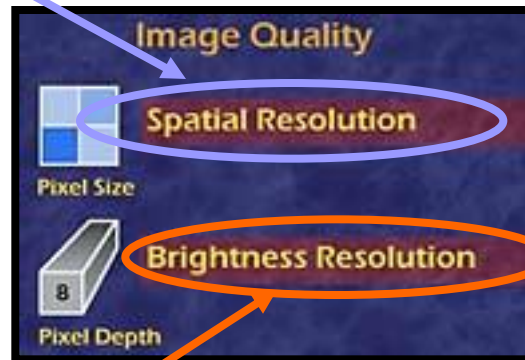 Image Quality
Spatial Resolution
Pixel Size
Brightness Resolution
8
Pixel Depth